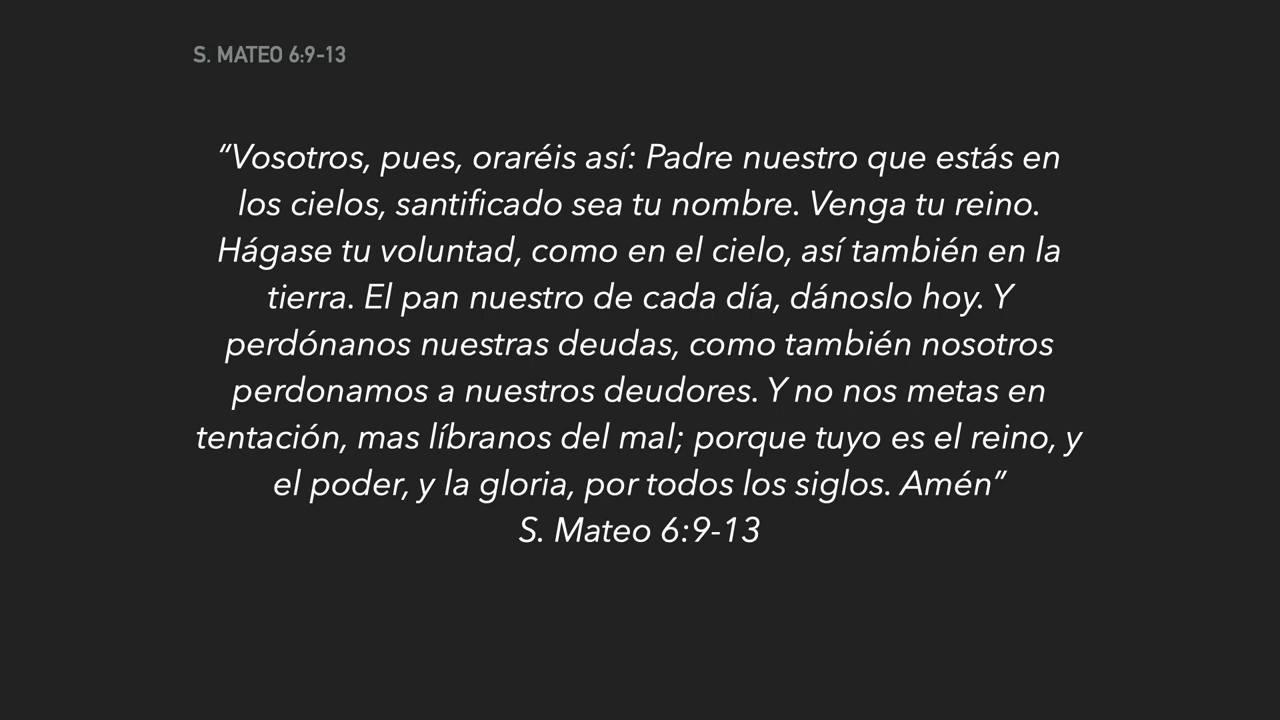 S. MATEO 6:9-13
“Vosotros, pues, oraréis así: Padre nuestro que estás en
los cielos, santificado sea tu nombre. Venga tu reino.
Hágase tu voluntad, como en el cielo, así también en la
tierra. El pan nuestro de cada día, dánoslo hoy. Y
perdónanos nuestras deudas, como también nosotros
perdonamos a nuestros deudores. Y no nos metas en
tentación, mas líbranos del mal; porque tuyo es el reino, y
el poder, y la gloria, por todos los siglos. Amén”
S. Mateo 6:9-13